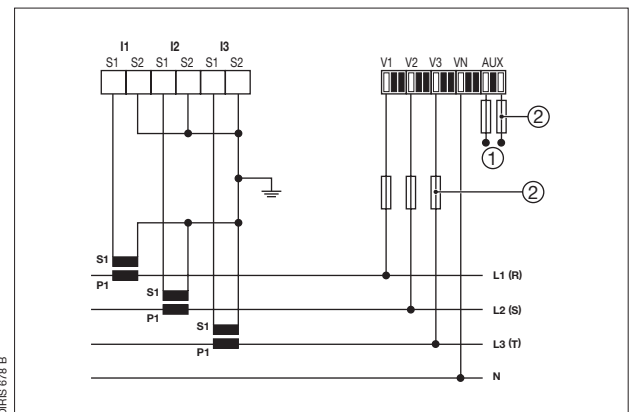 I1 I2 I3
S1 S2 S1 S2 S1 S2
V1 V2 V3 VN AUX
2
1
2
S1
P1
L1 (R)
S1
P1
L2 (S)
S1
P1
L3 (T)
N
DIRIS 678 B